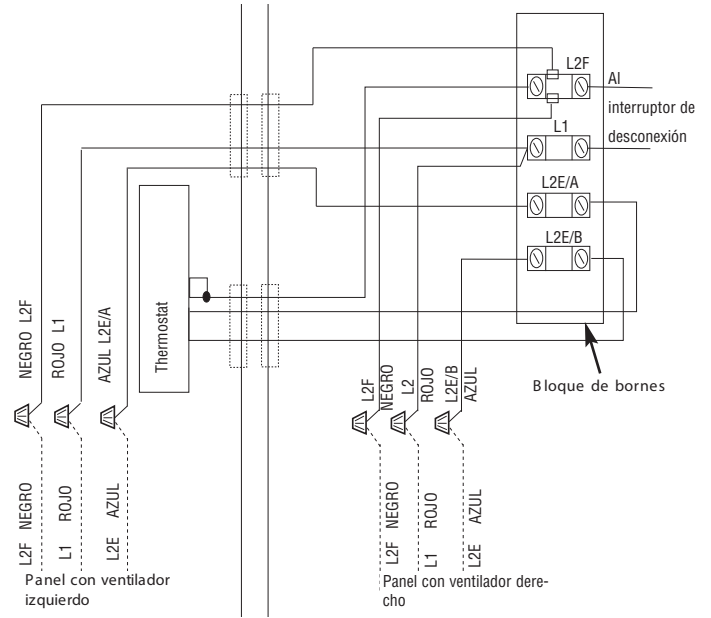 L2F
Al
interruptor de
desconexión
L1
L2E/A
L2E/B
Bloque de bornes
Thermostat
NEGRO L2F
ROJO L1
AZUL L2E/A
L2F
NEGRO
L2
ROJO
L2E/B
AZUL
L2F NEGRO
L1 ROJO
L2E AZUL
Panel con ventilador
izquierdo
L2F NEGRO
L1 ROJO
L2E AZUL
Panel con ventilador dere-
cho